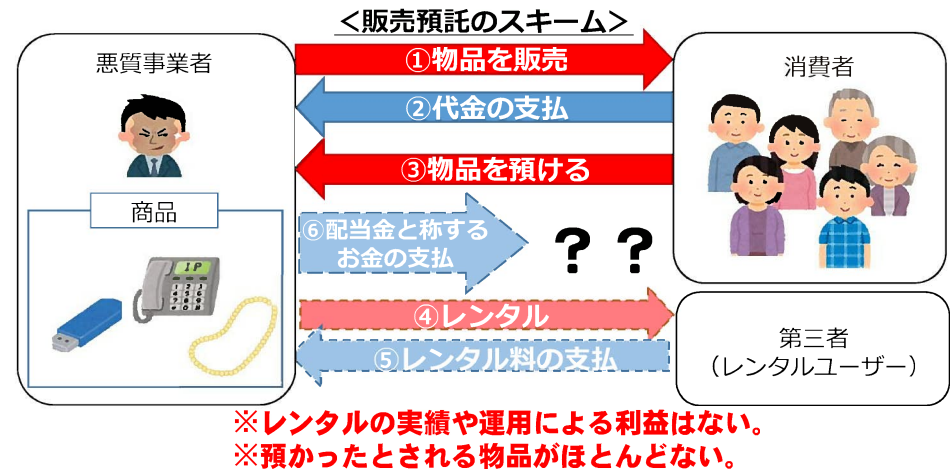 ＜販売預託のスキーム＞
悪質事業者
商品
IP
①物品を販売
②代金の支払
③物品を預ける
⑥配当金と称する
お金の支払
？？
④レンタル
⑤レンタル料の支払
消費者
第三者
（レンタルユーザー）
※レンタルの実績や運用による利益はない。
※預かったとされる物品がほとんどない。